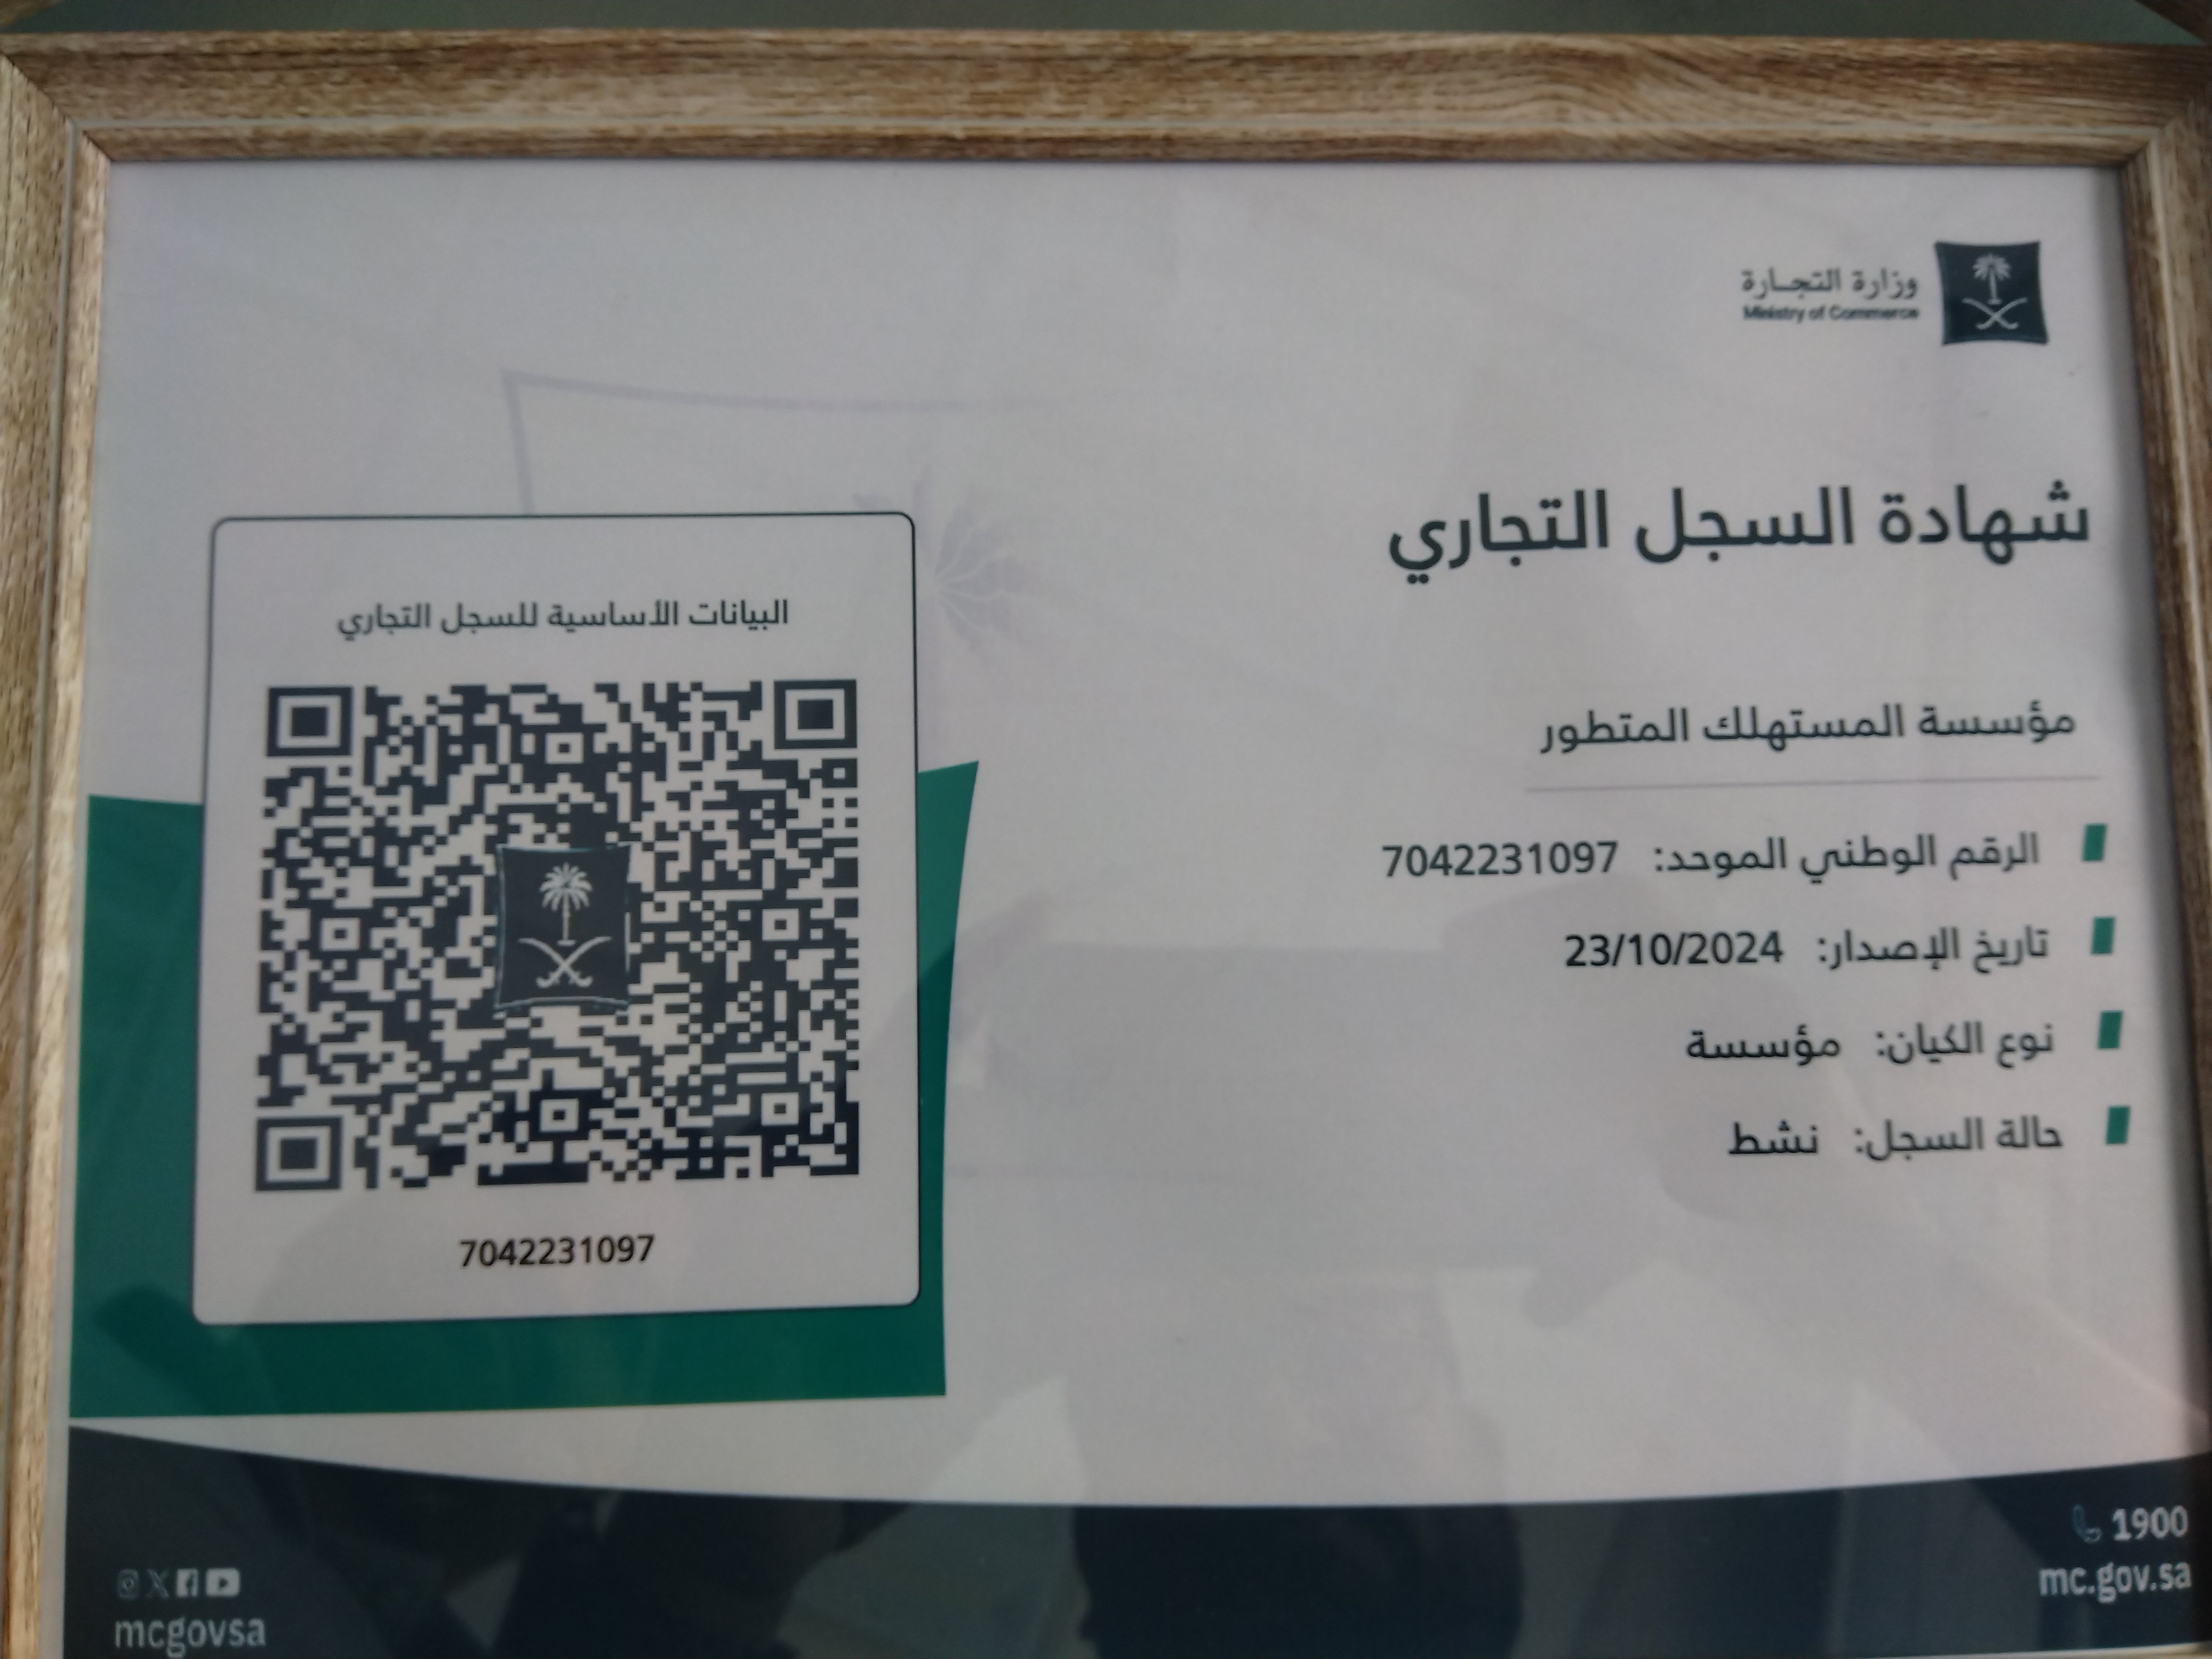 وزارة التجارة
Ministry of Commerce
شهادة السجل التجاري
مؤسسة المستهلك المتطور
الرقم الوطني الموحد: 7042231097
تاريخ الإصدار: 23/10/2024
نوع الكيان: مؤسسة
حالة السجل: نشط
البيانات الأساسية للسجل التجاري
7042231097
1900
mc.gov.sa
mcgovsa